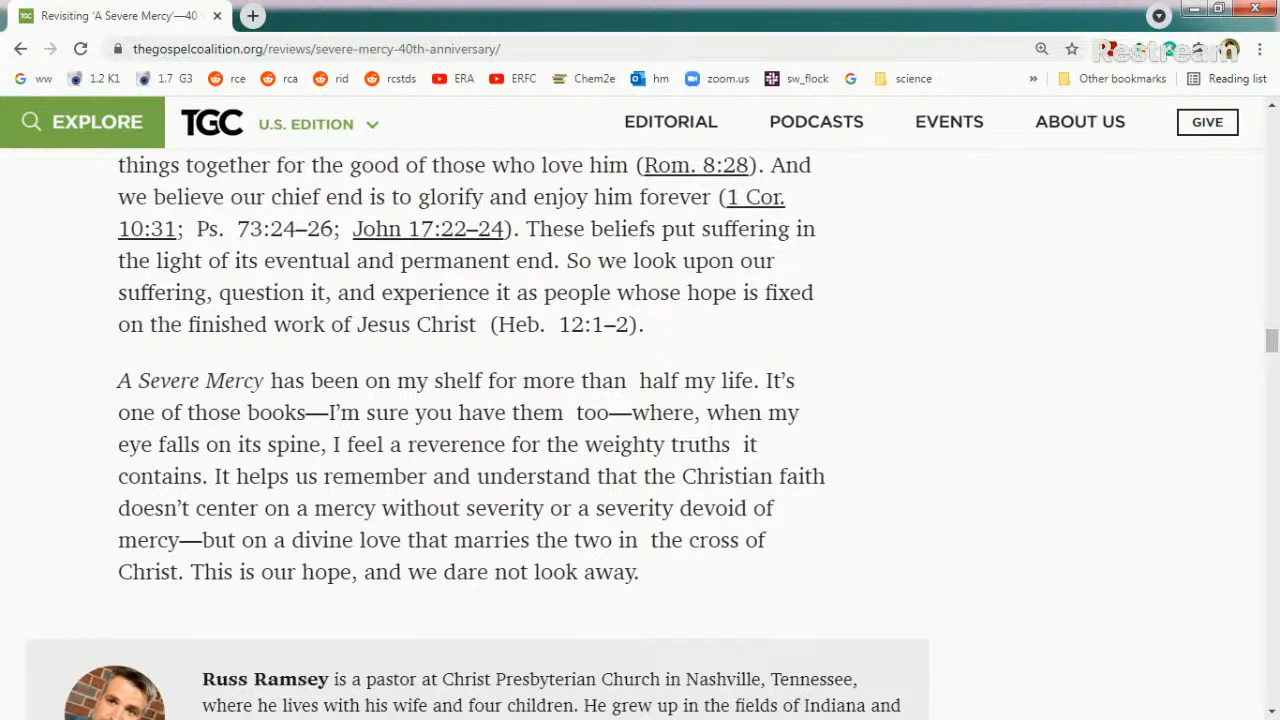 TGC Revisiting 'A Severe Mercy'—40
thegospelcoalition.org/reviews/severe-mercy-40th-anniversary/
Restream
ww 1.2 K1 1.7 G3 rce rca rid rcstds ERA ERFC Chem2e hm zoom.us sw_flock science » Other bookmarks Reading list
EXPLORE TGC U.S. EDITION EDITORIAL PODCASTS EVENTS ABOUT US GIVE
things together for the good of those who love him (Rom. 8:28). And
we believe our chief end is to glorify and enjoy him forever (1 Cor.
10:31; Ps. 73:24–26; John 17:22–24). These beliefs put suffering in
the light of its eventual and permanent end. So we look upon our
suffering, question it, and experience it as people whose hope is fixed
on the finished work of Jesus Christ (Heb. 12:1–2).
A Severe Mercy has been on my shelf for more than half my life. It's
one of those books—I'm sure you have them too—where, when my
eye falls on its spine, I feel a reverence for the weighty truths it
contains. It helps us remember and understand that the Christian faith
doesn't center on a mercy without severity or a severity devoid of
mercy—but on a divine love that marries the two in the cross of
Christ. This is our hope, and we dare not look away.
Russ Ramsey is a pastor at Christ Presbyterian Church in Nashville, Tennessee,
where he lives with his wife and four children. He grew up in the fields of Indiana and